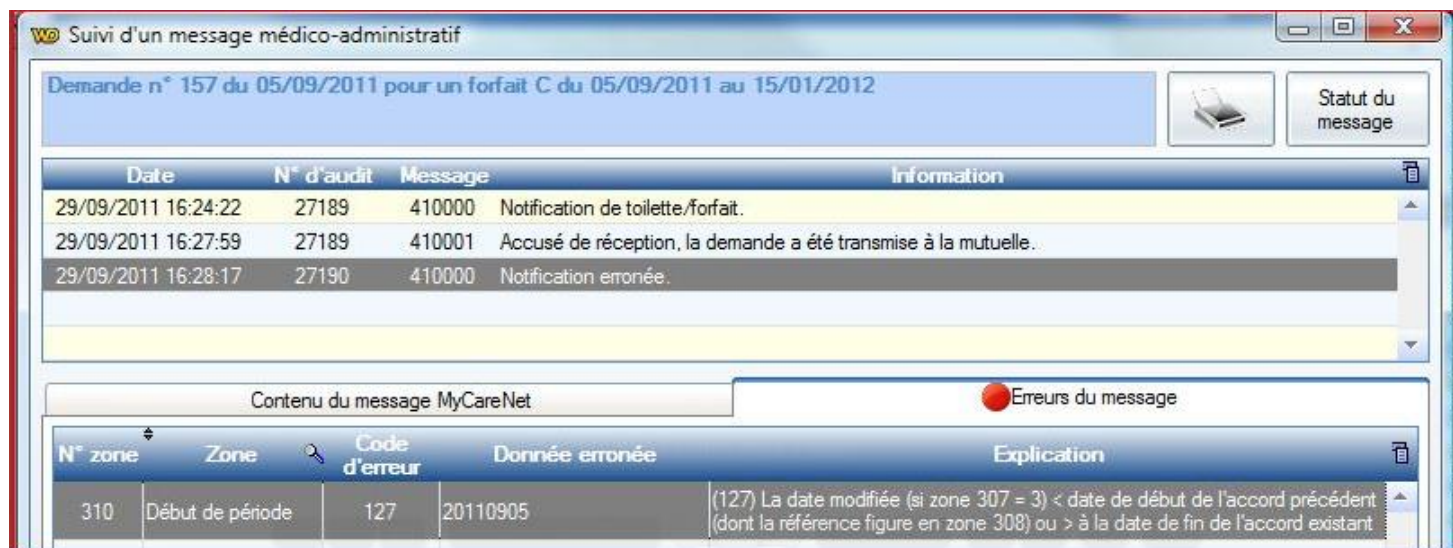 WD Suivi d'un message médico-administratif
Demande n° 157 du 05/09/2011 pour un forfait C du 05/09/2011 au 15/01/2012
Statut du
message
Date N° d'audit Message Information
29/09/2011 16:24:22 27189 410000 Notification de toilette/forfait.
29/09/2011 16:27:59 27189 410001 Accusé de réception, la demande a été transmise à la mutuelle.
29/09/2011 16:28:17 27190 410000 Notification erronée.
Contenu du message MyCareNet Erreurs du message
N° zone Zone Code d'erreur Donnée erronée Explication
310 Début de période 127 20110905 (127) La date modifiée (si zone 307 = 3) < date de début de l'accord précédent
(dont la référence figure en zone 308) ou > à la date de fin de l'accord existant